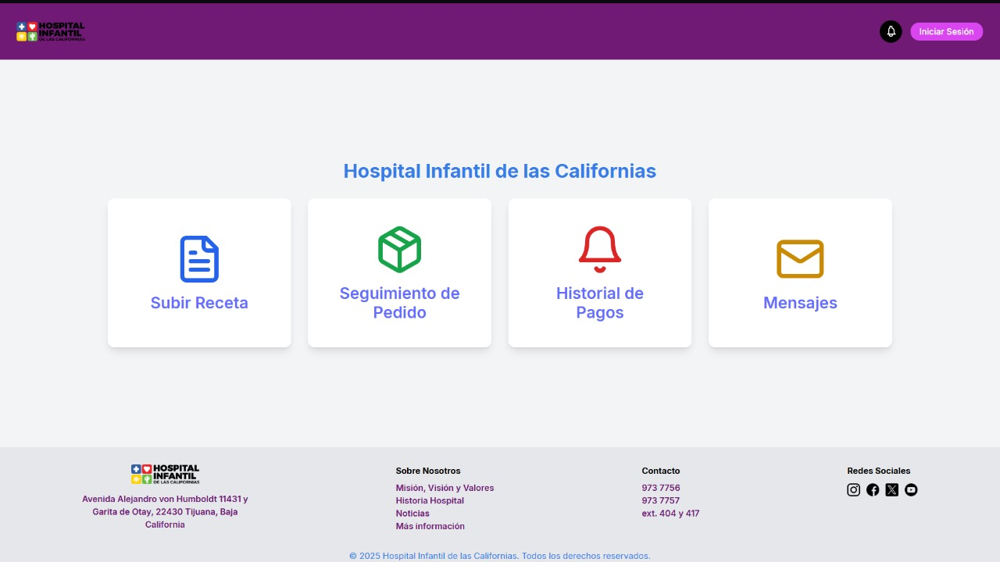 HOSPITAL
INFANTIL
DE LAS CALIFORNIAS
Iniciar Sesión
Hospital Infantil de las Californias
Subir Receta
Seguimiento de
Pedido
Historial de
Pagos
Mensajes
HOSPITAL
INFANTIL
DE LAS CALIFORNIAS
Avenida Alejandro von Humboldt 11431 y
Garita de Otay, 22430 Tijuana, Baja
California
Sobre Nosotros
Misión, Visión y Valores
Historia Hospital
Noticias
Más información
Contacto
973 7756
973 7757
ext. 404 y 417
Redes Sociales
© 2025 Hospital Infantil de las Californias. Todos los derechos reservados.